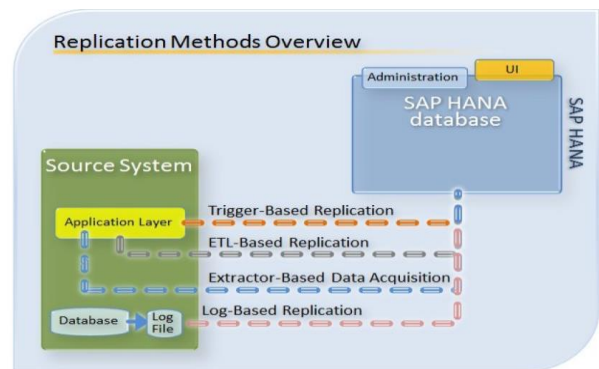 Replication Methods Overview
Administration
UI
SAP HANA
database
SAP HANA
Source System
Application Layer
Trigger-Based Replication
ETL-Based Replication
Extractor-Based Data Acquisition
Log-Based Replication
Database
Log
File